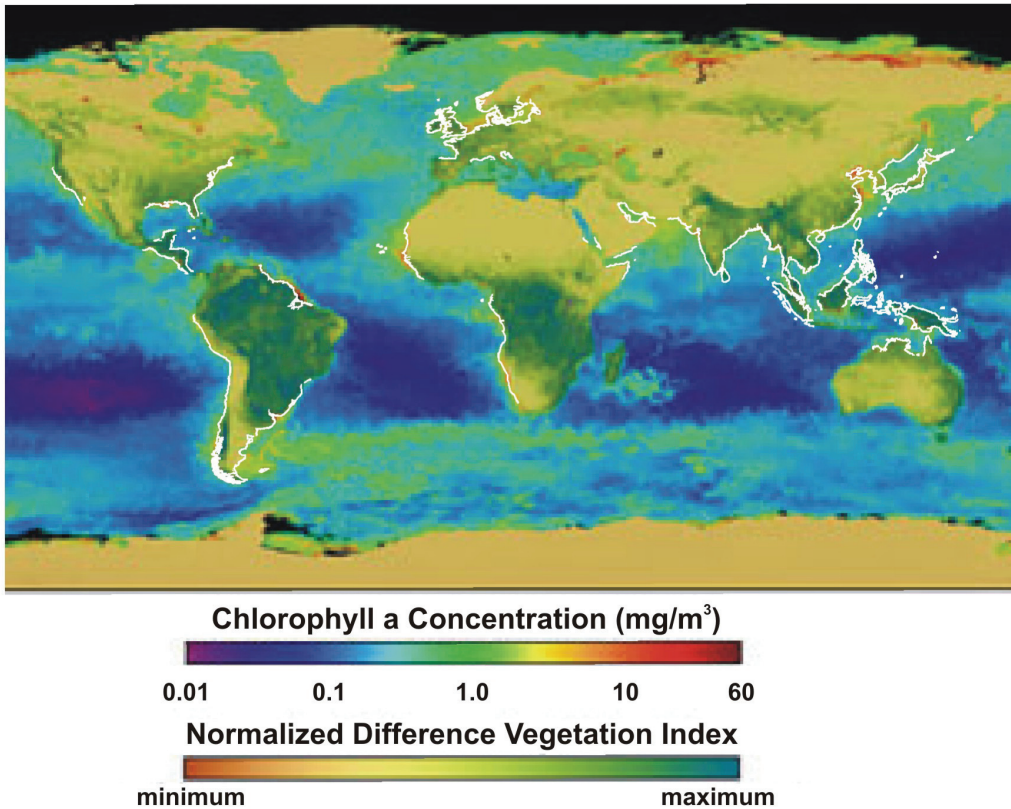 Chlorophyll a Concentration (mg/m³)
0.01 0.1 1.0 10 60
Normalized Difference Vegetation Index
minimum maximum